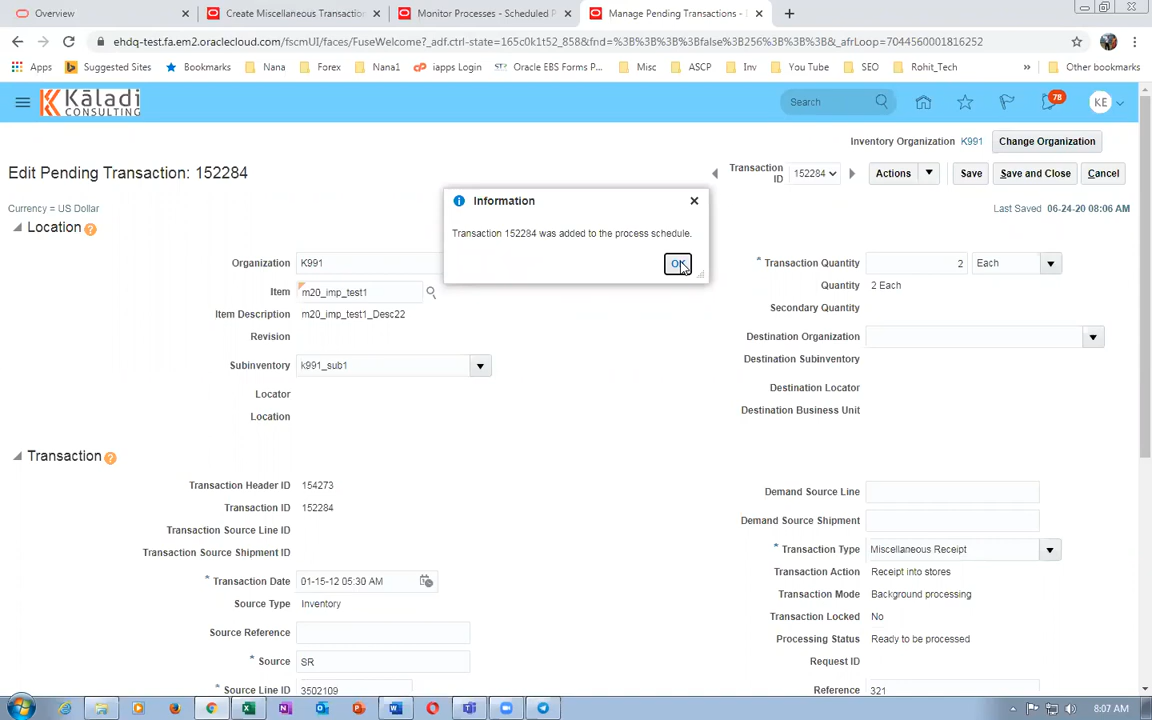 Overview
Create Miscellaneous Transactio
Monitor Processes - Scheduled P
Manage Pending Transactions -
ehdq-test.fa.em2.oraclecloud.com/fscmUI/faces/FuseWelcome?_adf.ctrl-state=165c0k1t52_858&fnd=%3B%3B%3B%3Bfalse%3B256%3B%3B%3B&_afrLoop=7044560001816252
Apps Suggested Sites Bookmarks Nana Forex Nana1 iapps Login Oracle EBS Forms P... Misc ASCP Inv You Tube SEO Rohit_Tech » Other bookmarks
Kāladi
CONSULTING
Search
78
KE
Inventory Organization K991 Change Organization
Edit Pending Transaction: 152284
Transaction ID 152284 Actions Save Save and Close Cancel
Currency = US Dollar
Last Saved 06-24-20 08:06 AM
Information
Transaction 152284 was added to the process schedule.
Location
Organization K991
Item m20_imp_test1
Item Description m20_imp_test1_Desc22
Revision
Subinventory k991_sub1
Locator
Location
* Transaction Quantity 2 Each
Quantity 2 Each
Secondary Quantity
Destination Organization
Destination Subinventory
Destination Locator
Destination Business Unit
Transaction
Transaction Header ID 154273
Transaction ID 152284
Transaction Source Line ID
Transaction Source Shipment ID
* Transaction Date 01-15-12 05:30 AM
Source Type Inventory
Source Reference
* Source SR
* Source Line ID 3502109
Demand Source Line
Demand Source Shipment
* Transaction Type Miscellaneous Receipt
Transaction Action Receipt into stores
Transaction Mode Background processing
Transaction Locked No
Processing Status Ready to be processed
Request ID
Reference 321
8:07 AM